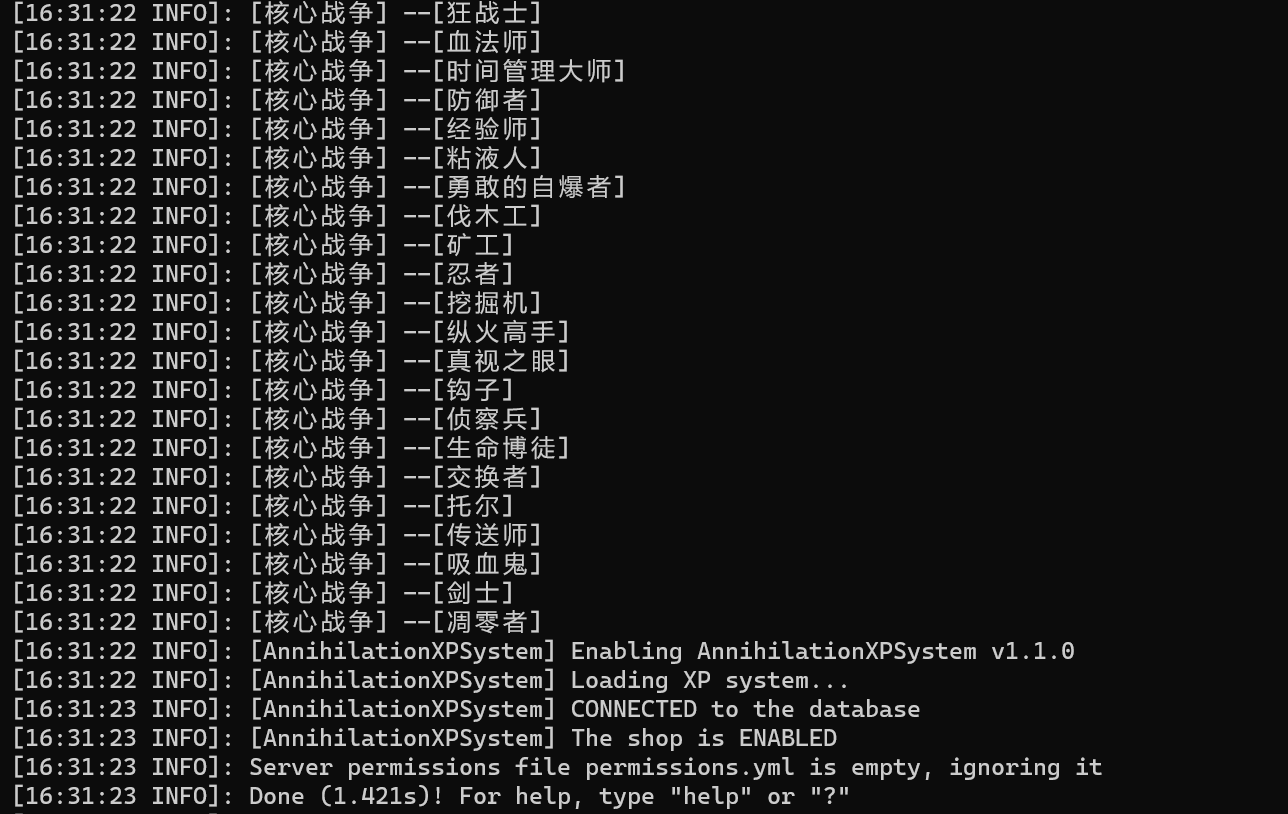 [16:31:22 INFO]: [核心战争] --[狂战士]
[16:31:22 INFO]: [核心战争] --[血法师]
[16:31:22 INFO]: [核心战争] --[时间管理大师]
[16:31:22 INFO]: [核心战争] --[防御者]
[16:31:22 INFO]: [核心战争] --[经验师]
[16:31:22 INFO]: [核心战争] --[粘液人]
[16:31:22 INFO]: [核心战争] --[勇敢的自爆者]
[16:31:22 INFO]: [核心战争] --[伐木工]
[16:31:22 INFO]: [核心战争] --[矿工]
[16:31:22 INFO]: [核心战争] --[忍者]
[16:31:22 INFO]: [核心战争] --[挖掘机]
[16:31:22 INFO]: [核心战争] --[纵火高手]
[16:31:22 INFO]: [核心战争] --[真视之眼]
[16:31:22 INFO]: [核心战争] --[钩子]
[16:31:22 INFO]: [核心战争] --[侦察兵]
[16:31:22 INFO]: [核心战争] --[生命博徒]
[16:31:22 INFO]: [核心战争] --[交换者]
[16:31:22 INFO]: [核心战争] --[托尔]
[16:31:22 INFO]: [核心战争] --[传送师]
[16:31:22 INFO]: [核心战争] --[吸血鬼]
[16:31:22 INFO]: [核心战争] --[剑士]
[16:31:22 INFO]: [核心战争] --[凋零者]
[16:31:22 INFO]: [AnnihilationXPSystem] Enabling AnnihilationXPSystem v1.1.0
[16:31:22 INFO]: [AnnihilationXPSystem] Loading XP system...
[16:31:23 INFO]: [AnnihilationXPSystem] CONNECTED to the database
[16:31:23 INFO]: [AnnihilationXPSystem] The shop is ENABLED
[16:31:23 INFO]: Server permissions file permissions.yml is empty, ignoring it
[16:31:23 INFO]: Done (1.421s)! For help, type "help" or "?"